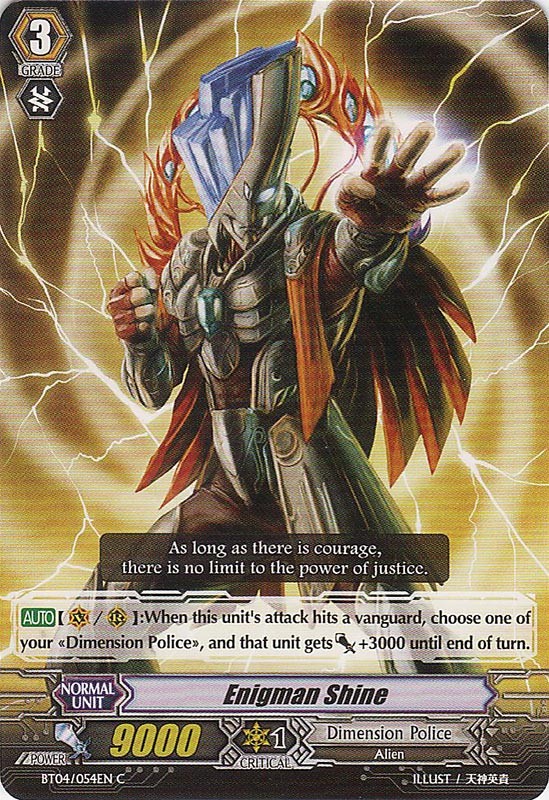 3
GRADE
As long as there is courage,
there is no limit to the power of justice.
AUTO【 V / R 】:When this unit's attack hits a vanguard, choose one of
your «Dimension Police», and that unit gets +3000 until end of turn.
NORMAL
UNIT
Enigman Shine
POWER
9000
1
CRITICAL
Dimension Police
Alien
BT04/054EN C
ILLUST / 天神英貴